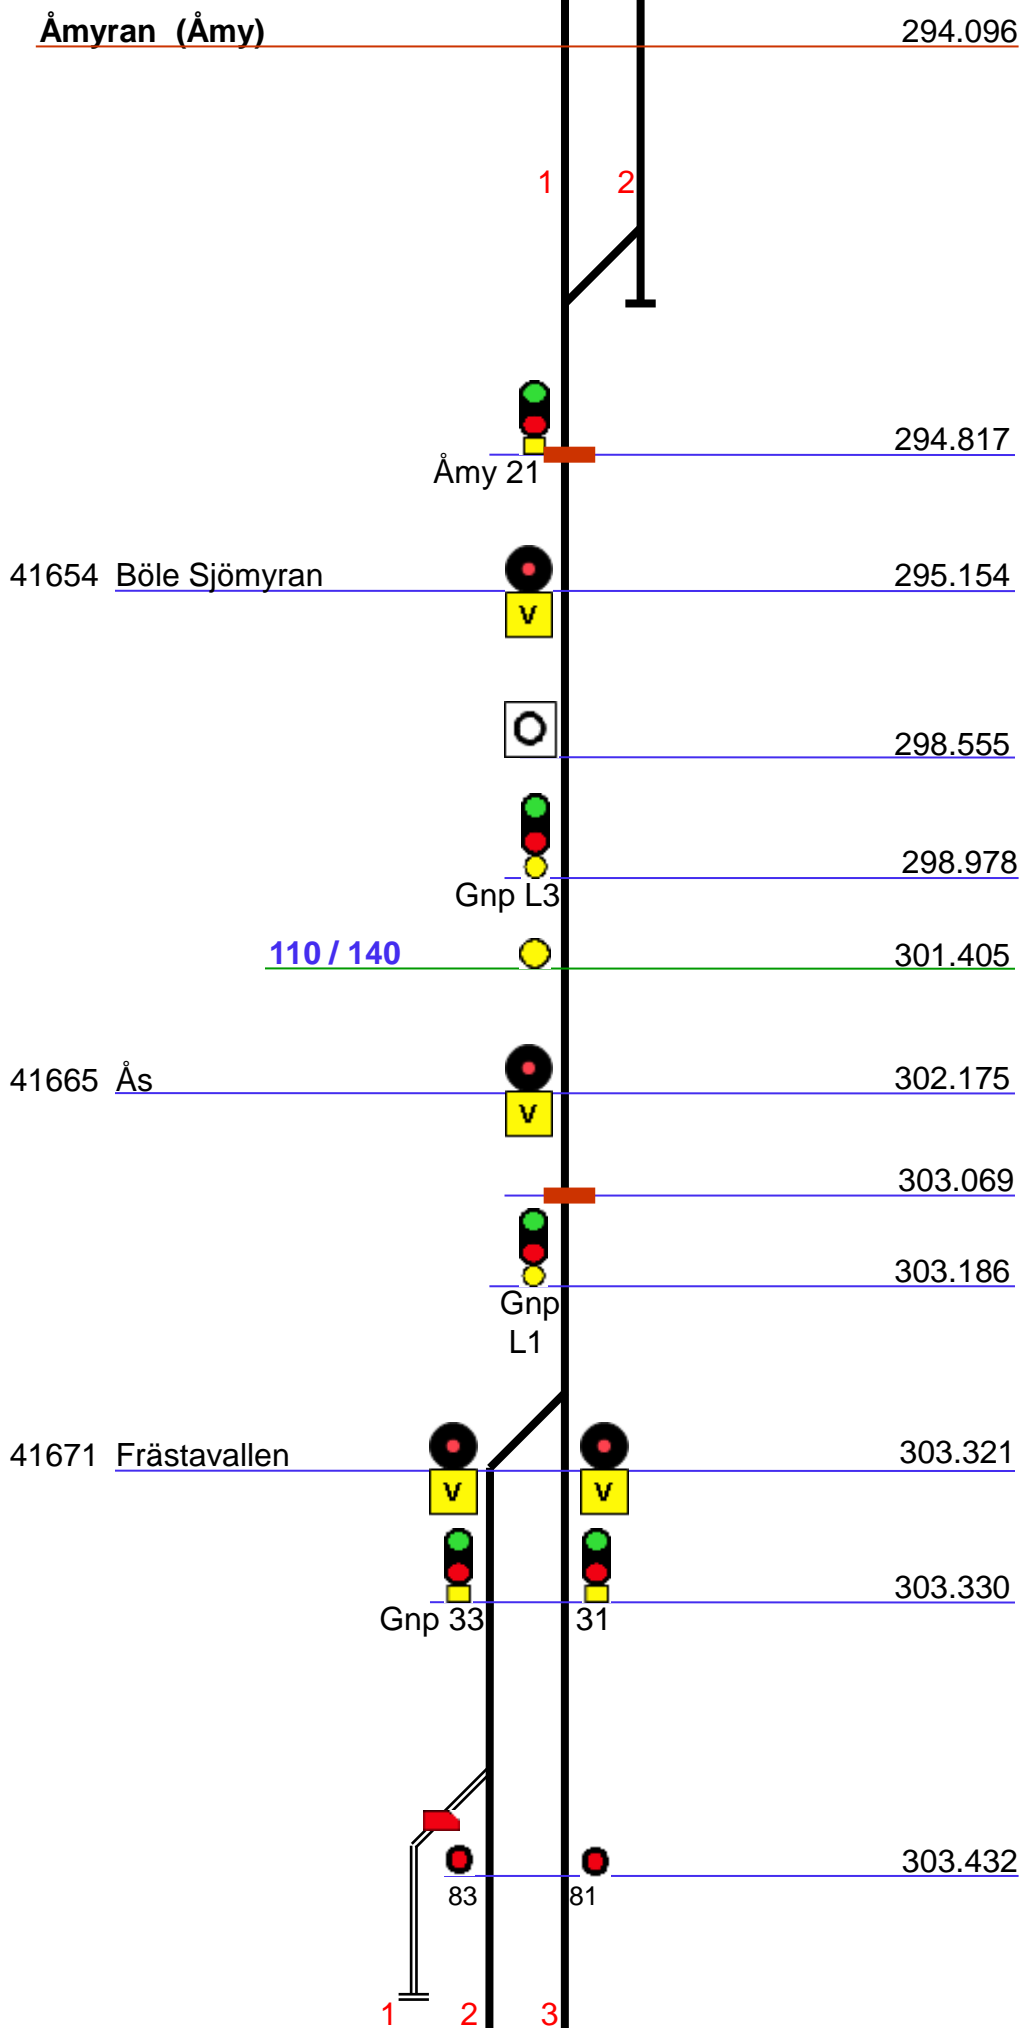 Åmyran (Åmy) 294.096
1 2
294.817
Åmy 21
41654 Böle Sjömyran 295.154
V
O 298.555
298.978
Gnp L3
110 / 140 301.405
41665 Ås 302.175
V
303.069
303.186
Gnp
L1
41671 Frästavallen 303.321
V V
303.330
Gnp 33 31
303.432
83 81
1 2 3